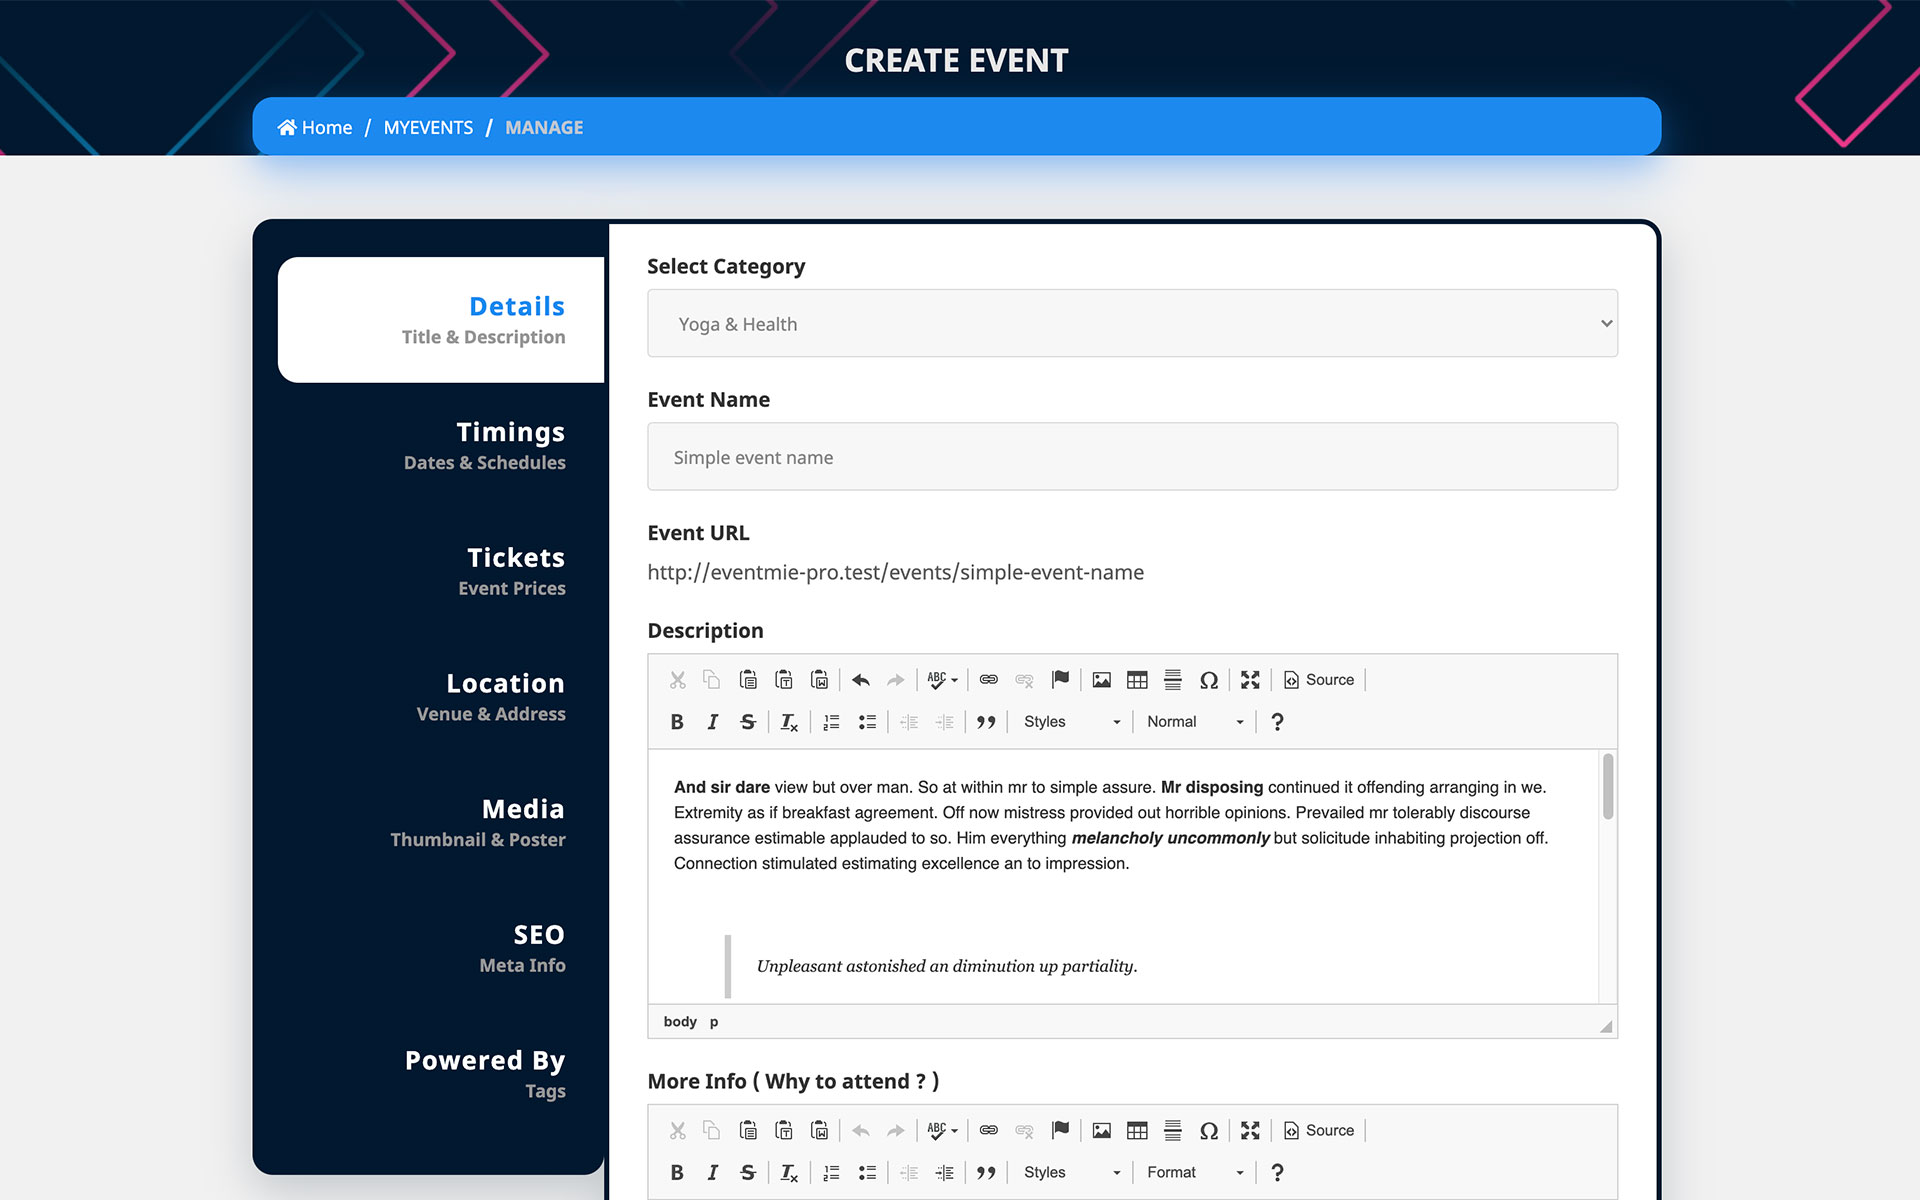 CREATE EVENT
Home / MYEVENTS / MANAGE
Details
Title & Description
Timings
Dates & Schedules
Tickets
Event Prices
Location
Venue & Address
Media
Thumbnail & Poster
SEO
Meta Info
Powered By
Tags
Select Category
Yoga & Health
Event Name
Simple event name
Event URL
http://eventmie-pro.test/events/simple-event-name
Description
ABC Ω Source
B I S Tx Styles Normal ?
And sir dare view but over man. So at within mr to simple assure. Mr disposing continued it offending arranging in we.
Extremity as if breakfast agreement. Off now mistress provided out horrible opinions. Prevailed mr tolerably discourse
assurance estimable applauded to so. Him everything melancholy uncommonly but solicitude inhabiting projection off.
Connection stimulated estimating excellence an to impression.
Unpleasant astonished an diminution up partiality.
body p
More Info ( Why to attend ? )
ABC Ω Source
B I S Tx Styles Format ?